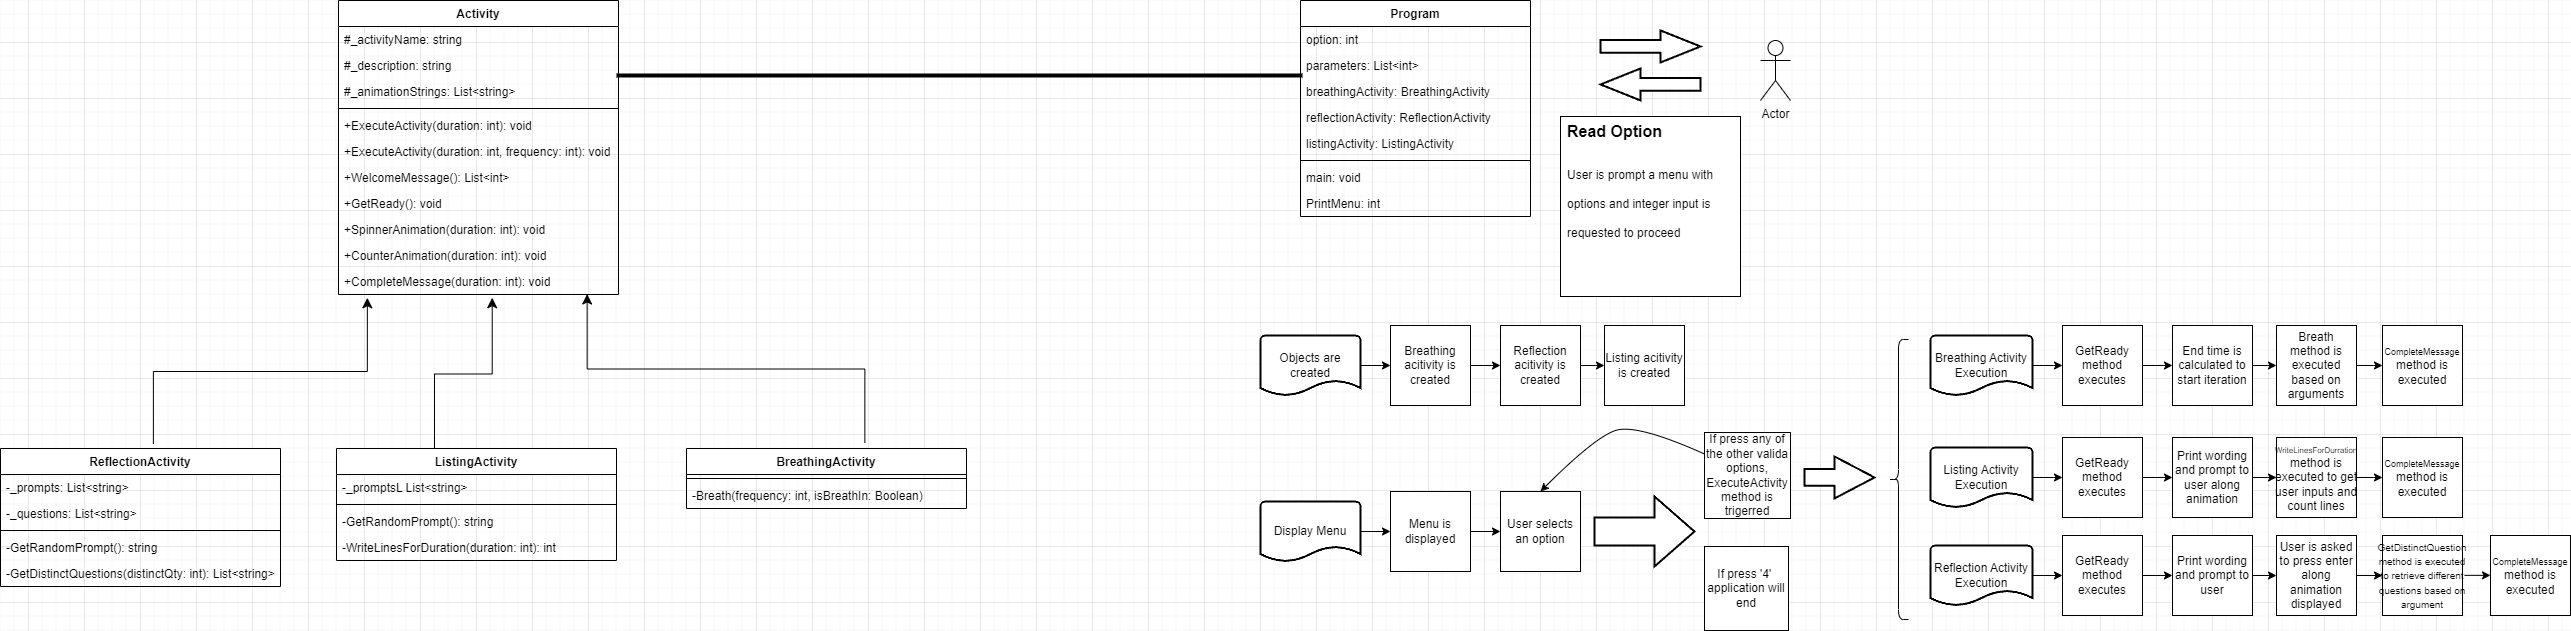 Activity
#_activityName: string
#_description: string
#_animationStrings: List<string>
+ExecuteActivity(duration: int): void
+ExecuteActivity(duration: int, frequency: int): void
+WelcomeMessage(): List<int>
+GetReady(): void
+SpinnerAnimation(duration: int): void
+CounterAnimation(duration: int): void
+CompleteMessage(duration: int): void
Program
option: int
parameters: List<int>
breathingActivity: BreathingActivity
reflectionActivity: ReflectionActivity
listingActivity: ListingActivity
main: void
PrintMenu: int
Actor
Read Option
User is prompt a menu with
options and integer input is
requested to proceed
ReflectionActivity
-_prompts: List<string>
-_questions: List<string>
-GetRandomPrompt(): string
-GetDistinctQuestions(distinctQty: int): List<string>
ListingActivity
-_promptsL List<string>
-GetRandomPrompt(): string
-WriteLinesForDuration(duration: int): int
BreathingActivity
-Breath(frequency: int, isBreathIn: Boolean)
Objects are
created
Breathing
acitivity is
created
Reflection
acitivity is
created
Listing acitivity
is created
Display Menu
Menu is
displayed
User selects
an option
If press any of
the other valida
options,
ExecuteActivity
method is
trigerred
If press '4'
application will
end
Breathing Activity
Execution
GetReady
method
executes
End time is
calculated to
start iteration
Breath
method is
executed
based on
arguments
CompleteMessage
method is
executed
Listing Activity
Execution
GetReady
method
executes
Print wording
and prompt to
user along
animation
WriteLinesForDurration
method is
executed to get
user inputs and
count lines
CompleteMessage
method is
executed
Reflection Activity
Execution
GetReady
method
executes
Print wording
and prompt to
user
User is asked
to press enter
along
animation
displayed
GetDistinctQuestion
method is executed
to retrieve different
questions based on
argument
CompleteMessage
method is
executed